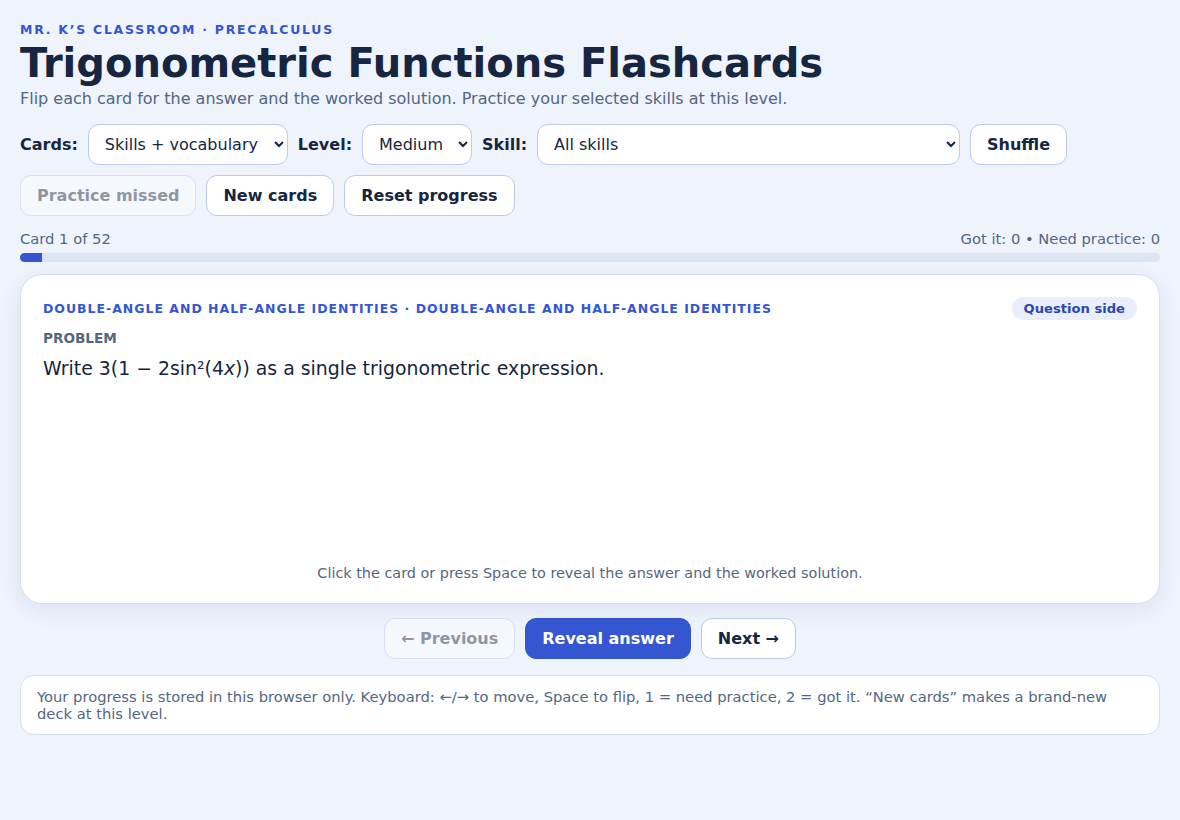 MR. K’S CLASSROOM · PRECALCULUS
Trigonometric Functions Flashcards
Flip each card for the answer and the worked solution. Practice your selected skills at this level.
Cards: Skills + vocabulary Level: Medium Skill: All skills Shuffle
Practice missed New cards Reset progress
Card 1 of 52 Got it: 0 • Need practice: 0
DOUBLE-ANGLE AND HALF-ANGLE IDENTITIES · DOUBLE-ANGLE AND HALF-ANGLE IDENTITIES Question side
PROBLEM
Write 3(1 − 2sin²(4x)) as a single trigonometric expression.
Click the card or press Space to reveal the answer and the worked solution.
← Previous Reveal answer Next →
Your progress is stored in this browser only. Keyboard: ←/→ to move, Space to flip, 1 = need practice, 2 = got it. “New cards” makes a brand-new
deck at this level.